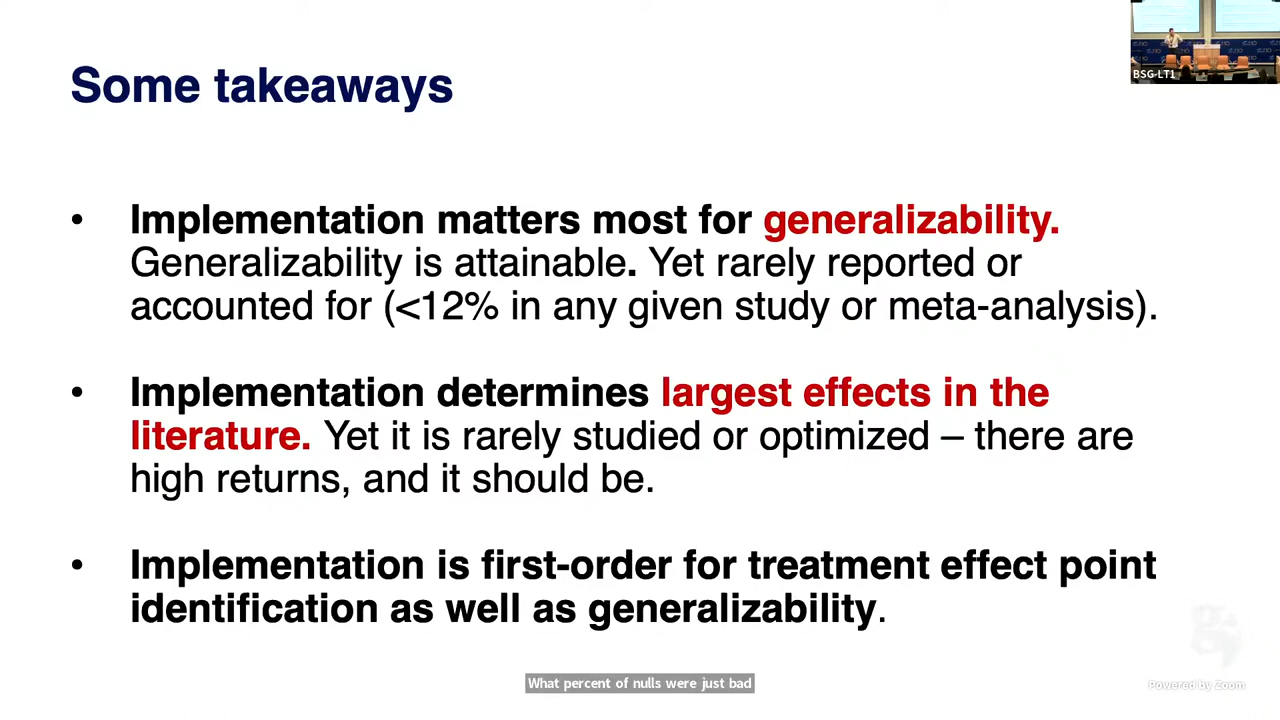 BSG-LT1
Some takeaways
• Implementation matters most for generalizability.
Generalizability is attainable. Yet rarely reported or
accounted for (<12% in any given study or meta-analysis).
• Implementation determines largest effects in the
literature. Yet it is rarely studied or optimized – there are
high returns, and it should be.
• Implementation is first-order for treatment effect point
identification as well as generalizability.
What percent of nulls were just bad
Powered by Zoom